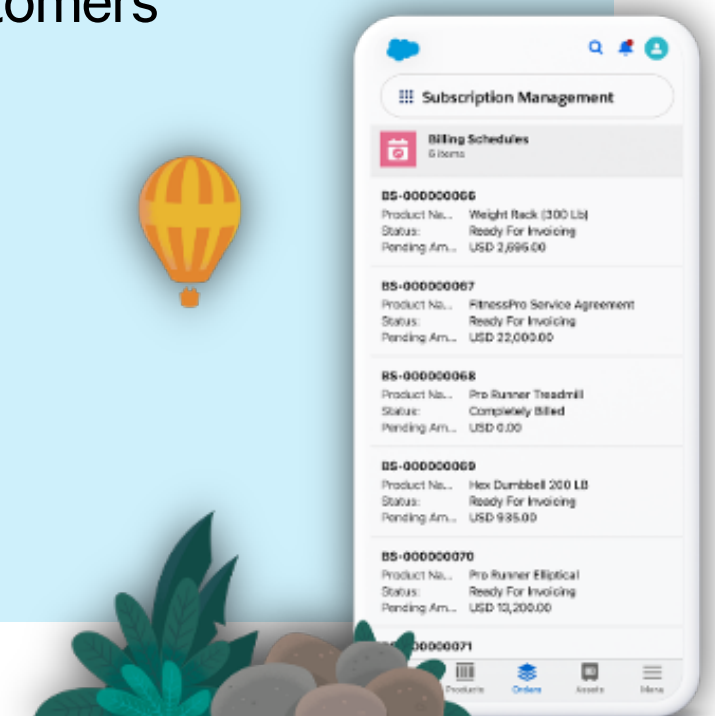 Subscription Management
Billing Schedules
6 items
BS-000000066
Product Na... Weight Rack (300 Lb)
Status: Ready For Invoicing
Pending Am... USD 2,695.00
BS-000000067
Product Na... FitnessPro Service Agreement
Status: Ready For Invoicing
Pending Am... USD 22,000.00
BS-000000068
Product Na... Pro Runner Treadmill
Status: Completely Billed
Pending Am... USD 0.00
BS-000000069
Product Na... Hex Dumbbell 200 LB
Status: Ready For Invoicing
Pending Am... USD 935.00
BS-000000070
Product Na... Pro Runner Elliptical
Status: Ready For Invoicing
Pending Am... USD 13,200.00
Products Orders Assets Menu